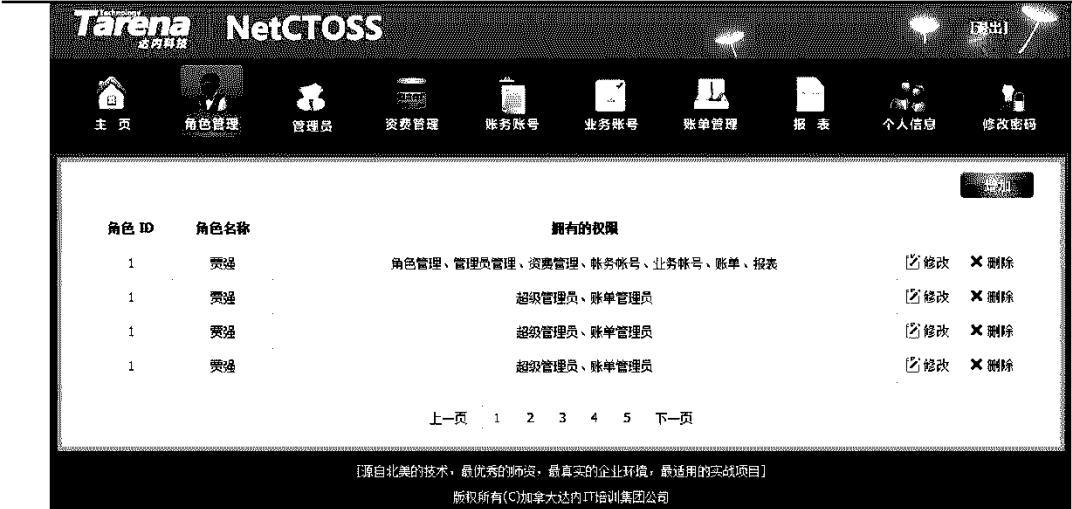 Technology
Tarena
达内科技
NetCTOSS
[退出]
主 页 角色管理 管理员 资费管理 账务账号 业务账号 账单管理 报 表 个人信息 修改密码
增加
角色 ID 角色名称 拥有的权限
1 贾强 角色管理、管理员管理、资费管理、帐务帐号、业务帐号、账单、报表 修改 删除
1 贾强 超级管理员、账单管理员 修改 删除
1 贾强 超级管理员、账单管理员 修改 删除
1 贾强 超级管理员、账单管理员 修改 删除
上一页 1 2 3 4 5 下一页
[源自北美的技术，最优秀的师资，最真实的企业环境，最适用的实战项目]
版权所有(C)加拿大达内IT培训集团公司